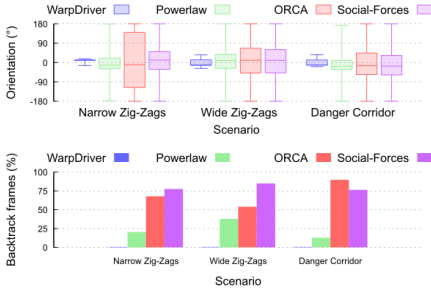 WarpDriver Powerlaw ORCA Social-Forces
Orientation (°)
180
90
0
-90
-180
Narrow Zig-Zags Wide Zig-Zags Danger Corridor
Scenario
WarpDriver Powerlaw ORCA Social-Forces
Backtrack frames (%)
100
75
50
25
0
Narrow Zig-Zags Wide Zig-Zags Danger Corridor
Scenario